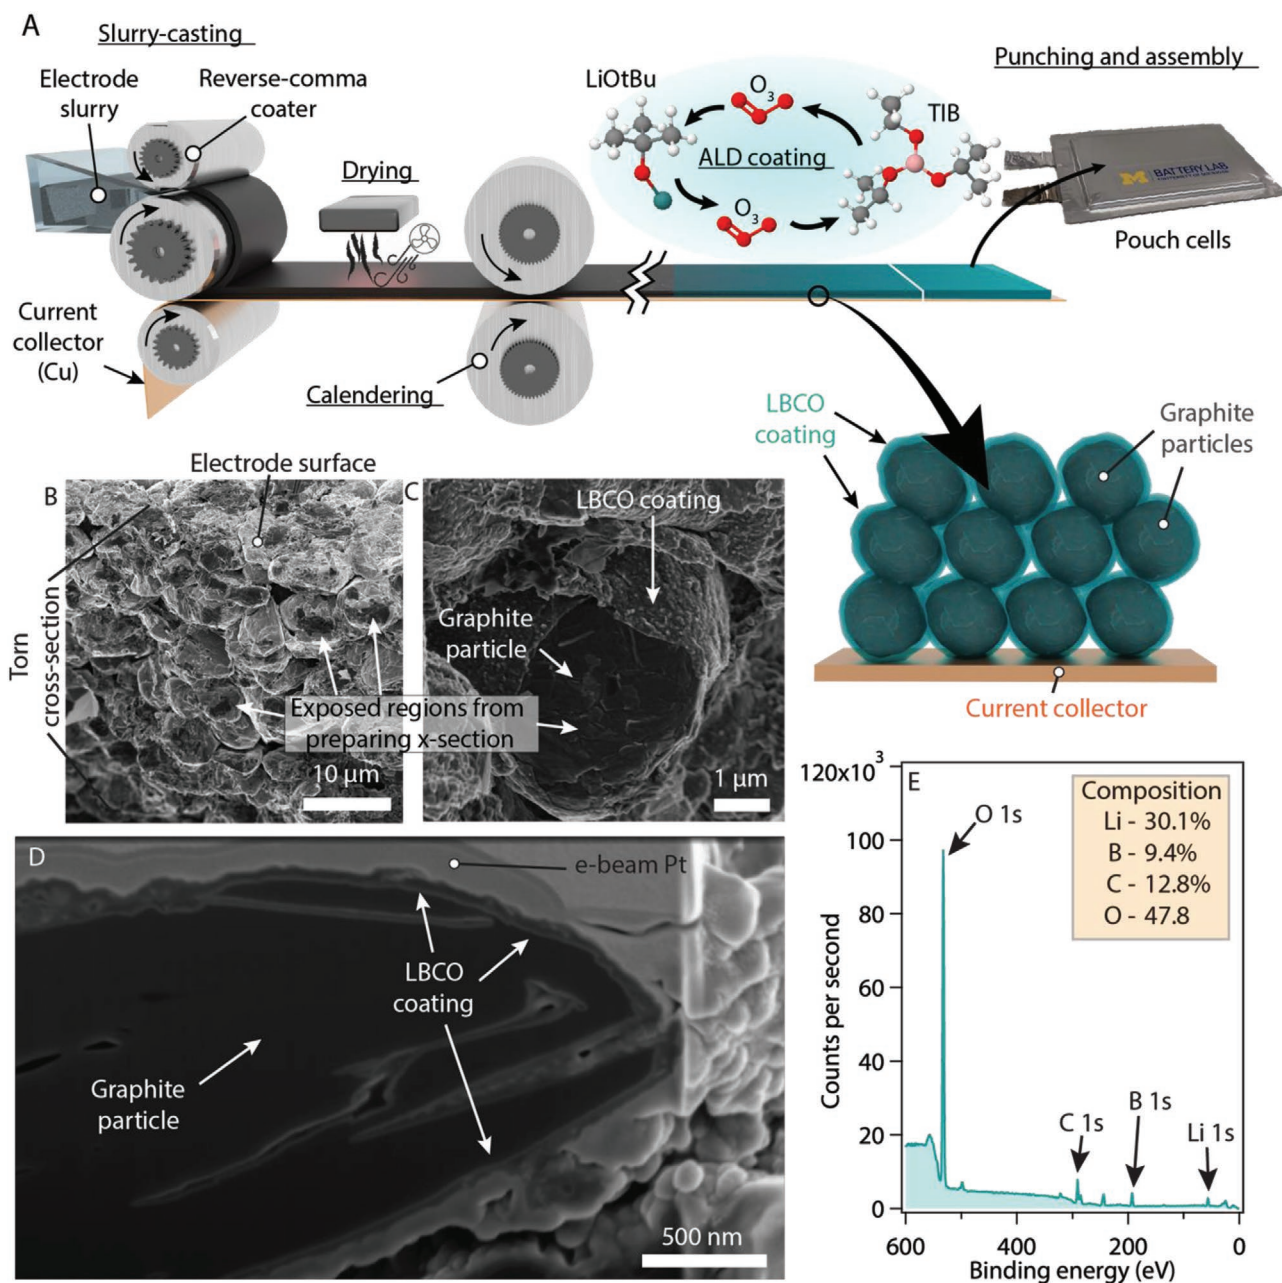 A
Slurry-casting
Electrode
slurry
Reverse-comma
coater
Drying
Current
collector
(Cu)
Calendering
LiOtBu
O3
TIB
ALD coating
O3
Punching and assembly
M BATTERY LAB
Pouch cells
LBCO
coating
Graphite
particles
Current collector
B
Electrode surface
Torn
cross-section
Exposed regions from
preparing x-section
10 µm
C
LBCO coating
Graphite
particle
1 µm
D
e-beam Pt
LBCO
coating
Graphite
particle
500 nm
E
120x10³
100
80
60
40
20
0
Counts per second
O 1s
C 1s
B 1s
Li 1s
Composition
Li - 30.1%
B - 9.4%
C - 12.8%
O - 47.8
600
400
200
0
Binding energy (eV)